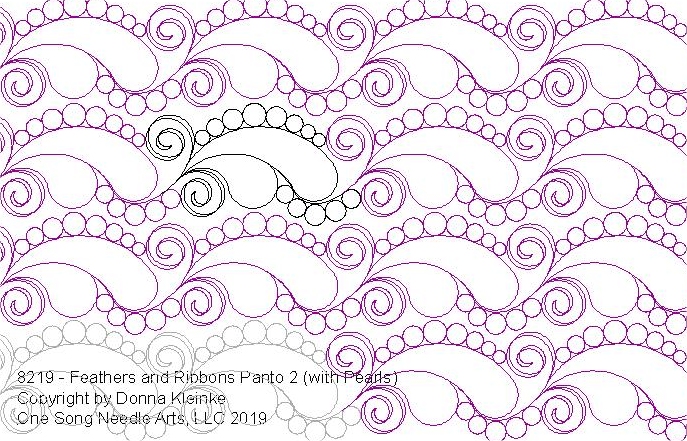 8219 - Feathers and Ribbons Panto 2 (with Pearls)
Copyright by Donna Kleinke
One Song Needle Arts, LLC 2019